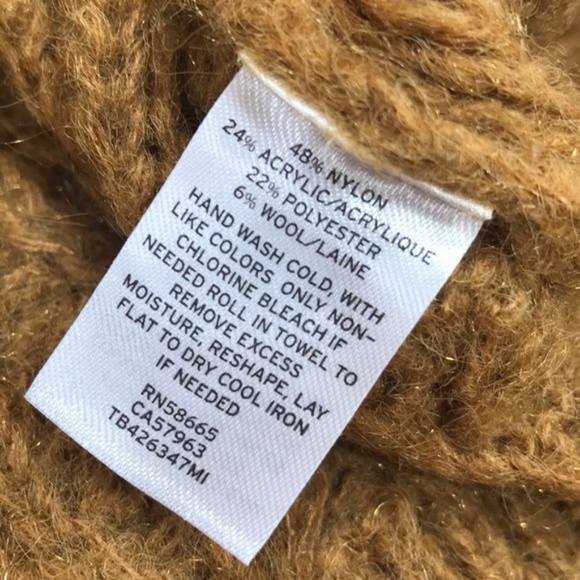 48% NYLON
24% ACRYLIC/ACRYLIQUE
22% POLYESTER
6% WOOL/LAINE
HAND WASH COLD, WITH
LIKE COLORS. ONLY NON-
CHLORINE BLEACH IF
NEEDED ROLL IN TOWEL TO
REMOVE EXCESS
MOISTURE, RESHAPE, LAY
FLAT TO DRY COOL IRON
IF NEEDED
RN58665
CA57963
TB426347MI